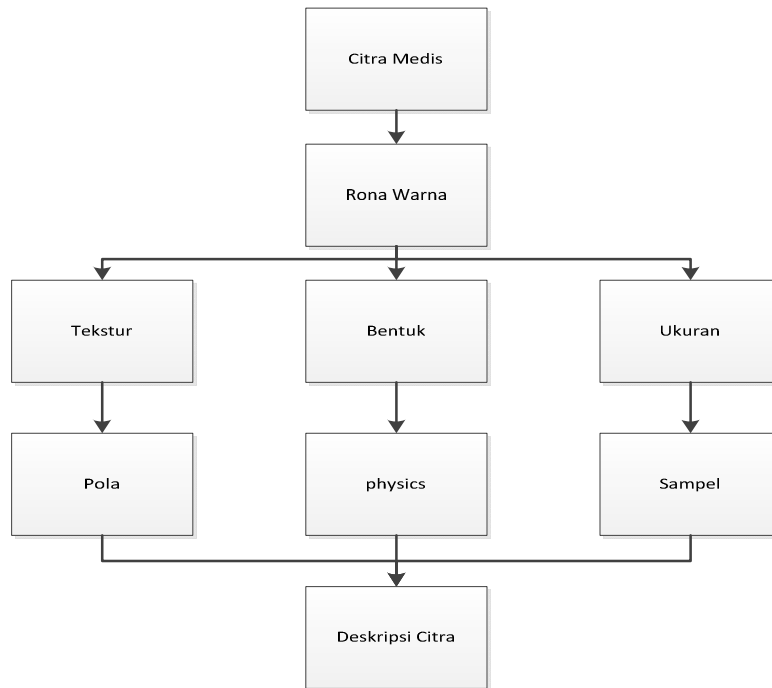 Citra Medis
Rona Warna
Tekstur
Bentuk
Ukuran
Pola
physics
Sampel
Deskripsi Citra